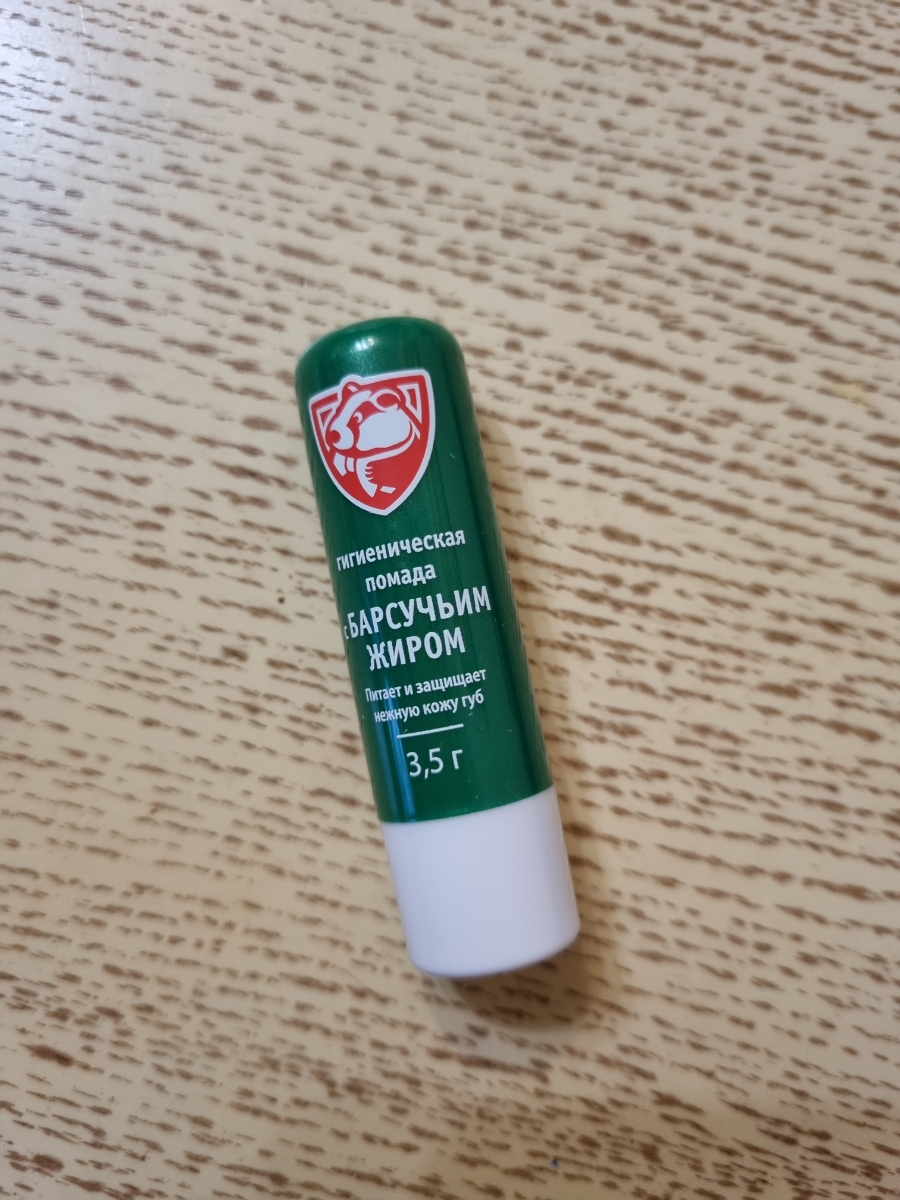 гигиеническая
помада
с БАРСУЧЬИМ
ЖИРОМ
Питает и защищает
нежную кожу губ
3,5 г